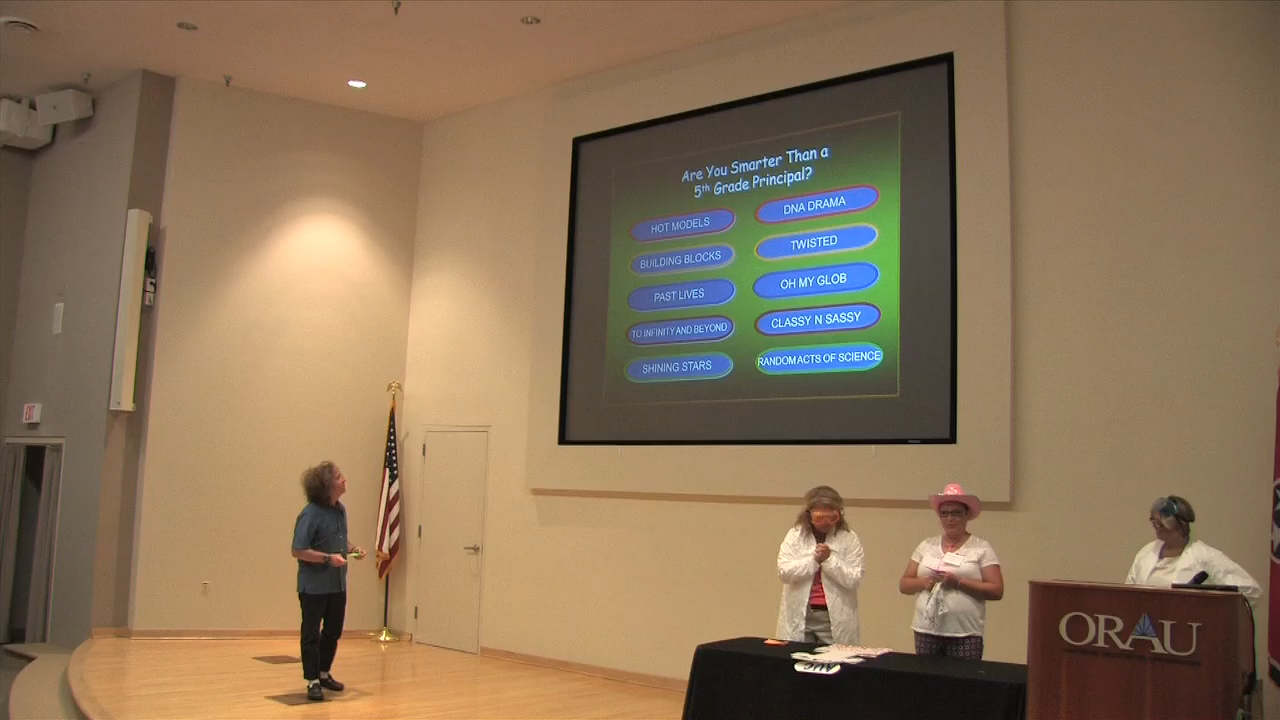 Are You Smarter Than a
5th Grade Principal?
HOT MODELS
BUILDING BLOCKS
PAST LIVES
TO INFINITY AND BEYOND
SHINING STARS
DNA DRAMA
TWISTED
OH MY GLOB
CLASSY N SASSY
RANDOM ACTS OF SCIENCE
EXIT
ORAU